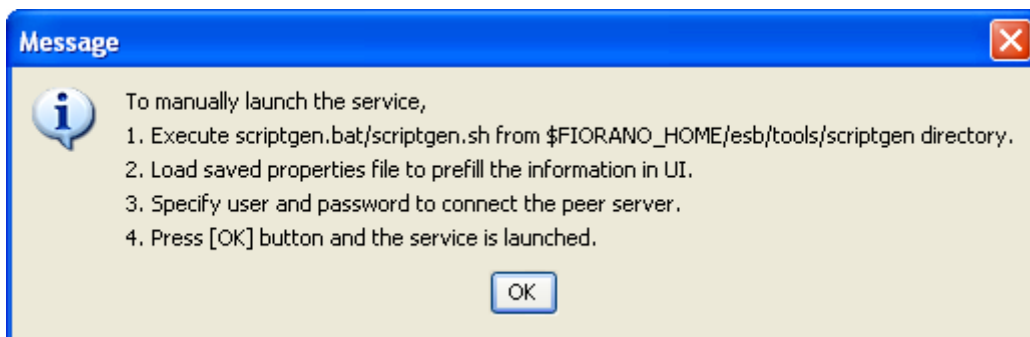 Message
To manually launch the service,
1. Execute scriptgen.bat/scriptgen.sh from $FIORANO_HOME/esb/tools/scriptgen directory.
2. Load saved properties file to prefill the information in UI.
3. Specify user and password to connect the peer server.
4. Press [OK] button and the service is launched.
OK